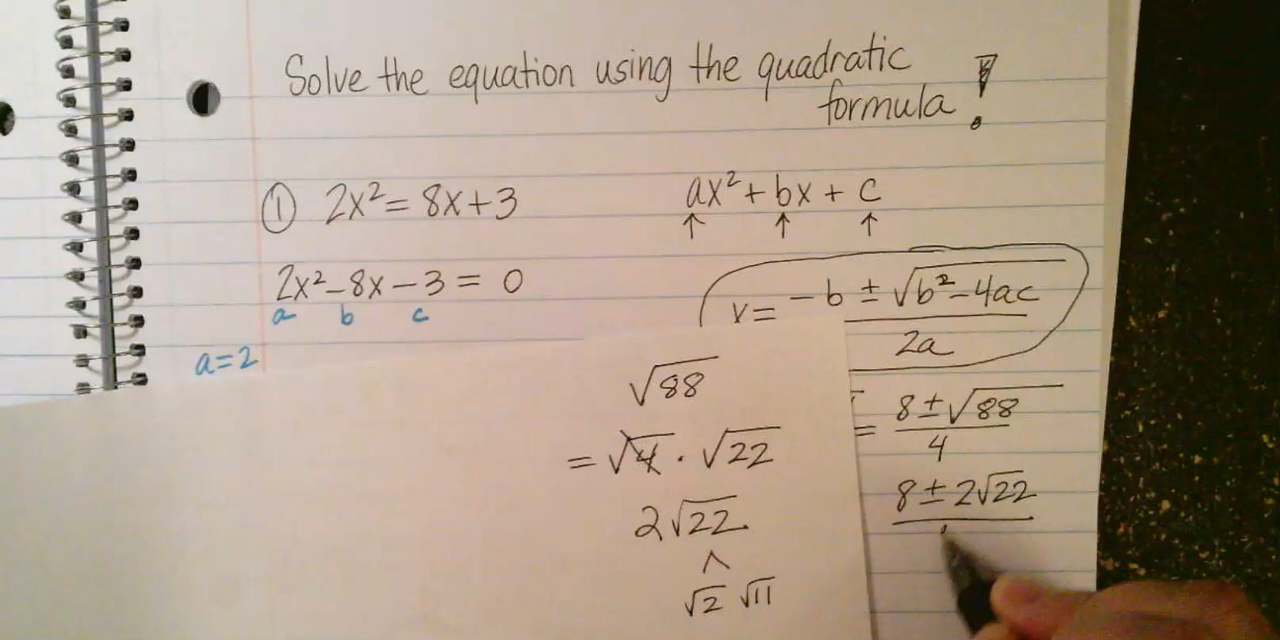 Solve the equation using the quadratic
formula!
① 2x² = 8x + 3
ax² + bx + c
↑ ↑ ↑
2x² - 8x - 3 = 0
a b c
x = -b ± √b² - 4ac
2a
a = 2
√88
= √4 · √22
2√22
^
√2 √11
= 8 ± √88
4
8 ± 2√22